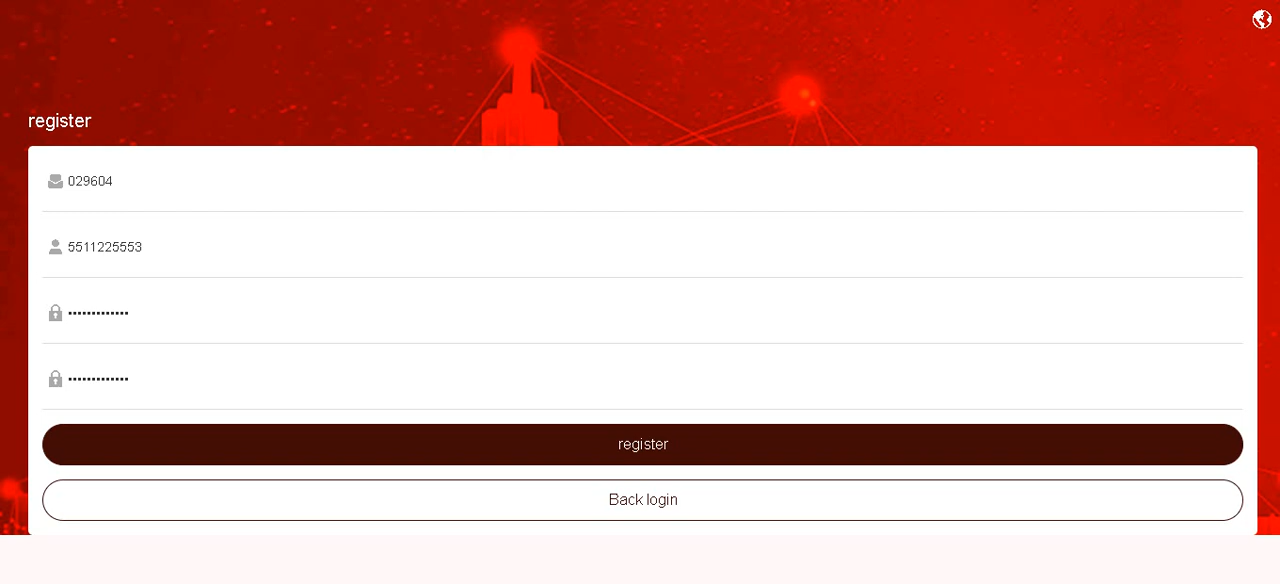 register
029604
5511225553
•••••••••••••
•••••••••••••
register
Back login